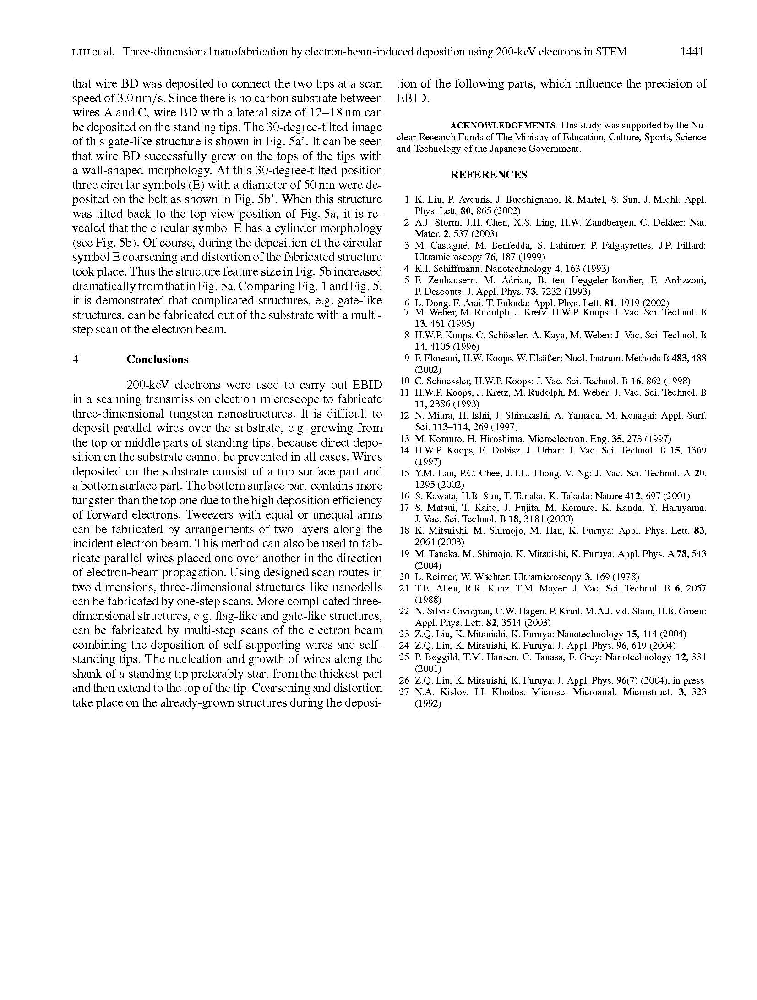 LIU et al. Three-dimensional nanofabrication by electron-beam-induced deposition using 200-keV electrons in STEM 1441
that wire BD was deposited to connect the two tips at a scan
speed of 3.0 nm/s. Since there is no carbon substrate between
wires A and C, wire BD with a lateral size of 12–18 nm can
be deposited on the standing tips. The 30-degree-tilted image
of this gate-like structure is shown in Fig. 5a’. It can be seen
that wire BD successfully grew on the tops of the tips with
a wall-shaped morphology. At this 30-degree-tilted position
three circular symbols (E) with a diameter of 50 nm were de-
posited on the belt as shown in Fig. 5b’. When this structure
was tilted back to the top-view position of Fig. 5a, it is re-
vealed that the circular symbol E has a cylinder morphology
(see Fig. 5b). Of course, during the deposition of the circular
symbol E coarsening and distortion of the fabricated structure
took place. Thus the structure feature size in Fig. 5b increased
dramatically from that in Fig. 5a. Comparing Fig. 1 and Fig. 5,
it is demonstrated that complicated structures, e.g. gate-like
structures, can be fabricated out of the substrate with a multi-
step scan of the electron beam.
4 Conclusions
200-keV electrons were used to carry out EBID
in a scanning transmission electron microscope to fabricate
three-dimensional tungsten nanostructures. It is difficult to
deposit parallel wires over the substrate, e.g. growing from
the top or middle parts of standing tips, because direct depo-
sition on the substrate cannot be prevented in all cases. Wires
deposited on the substrate consist of a top surface part and
a bottom surface part. The bottom surface part contains more
tungsten than the top one due to the high deposition efficiency
of forward electrons. Tweezers with equal or unequal arms
can be fabricated by arrangements of two layers along the
incident electron beam. This method can also be used to fab-
ricate parallel wires placed one over another in the direction
of electron-beam propagation. Using designed scan routes in
two dimensions, three-dimensional structures like nanodolls
can be fabricated by one-step scans. More complicated three-
dimensional structures, e.g. flag-like and gate-like structures,
can be fabricated by multi-step scans of the electron beam
combining the deposition of self-supporting wires and self-
standing tips. The nucleation and growth of wires along the
shank of a standing tip preferably start from the thickest part
and then extend to the top of the tip. Coarsening and distortion
take place on the already-grown structures during the deposi-
tion of the following parts, which influence the precision of
EBID.
ACKNOWLEDGEMENTS This study was supported by the Nu-
clear Research Funds of The Ministry of Education, Culture, Sports, Science
and Technology of the Japanese Government.
REFERENCES
1 K. Liu, P. Avouris, J. Bucchignano, R. Martel, S. Sun, J. Michl: Appl.
Phys. Lett. 80, 865 (2002)
2 A.J. Storm, J.H. Chen, X.S. Ling, H.W. Zandbergen, C. Dekker: Nat.
Mater. 2, 537 (2003)
3 M. Castagné, M. Benfedda, S. Lahimer, P. Falgayrettes, J.P. Fillard:
Ultramicroscopy 76, 187 (1999)
4 K.I. Schiffmann: Nanotechnology 4, 163 (1993)
5 F. Zenhausern, M. Adrian, B. ten Heggeler-Bordier, F. Ardizzoni,
P. Descouts: J. Appl. Phys. 73, 7232 (1993)
6 L. Dong, F. Arai, T. Fukuda: Appl. Phys. Lett. 81, 1919 (2002)
7 M. Weber, M. Rudolph, J. Kretz, H.W.P. Koops: J. Vac. Sci. Technol. B
13, 461 (1995)
8 H.W.P. Koops, C. Schössler, A. Kaya, M. Weber: J. Vac. Sci. Technol. B
14, 4105 (1996)
9 F. Floreani, H.W. Koops, W. Elsäßer: Nucl. Instrum. Methods B 483, 488
(2002)
10 C. Schoessler, H.W.P. Koops: J. Vac. Sci. Technol. B 16, 862 (1998)
11 H.W.P. Koops, J. Kretz, M. Rudolph, M. Weber: J. Vac. Sci. Technol. B
11, 2386 (1993)
12 N. Miura, H. Ishii, J. Shirakashi, A. Yamada, M. Konagai: Appl. Surf.
Sci. 113–114, 269 (1997)
13 M. Komuro, H. Hiroshima: Microelectron. Eng. 35, 273 (1997)
14 H.W.P. Koops, E. Dobisz, J. Urban: J. Vac. Sci. Technol. B 15, 1369
(1997)
15 Y.M. Lau, P.C. Chee, J.T.L. Thong, V. Ng: J. Vac. Sci. Technol. A 20,
1295 (2002)
16 S. Kawata, H.B. Sun, T. Tanaka, K. Takada: Nature 412, 697 (2001)
17 S. Matsui, T. Kaito, J. Fujita, M. Komuro, K. Kanda, Y. Haruyama:
J. Vac. Sci. Technol. B 18, 3181 (2000)
18 K. Mitsuishi, M. Shimojo, M. Han, K. Furuya: Appl. Phys. Lett. 83,
2064 (2003)
19 M. Tanaka, M. Shimojo, K. Mitsuishi, K. Furuya: Appl. Phys. A 78, 543
(2004)
20 L. Reimer, W. Wächter: Ultramicroscopy 3, 169 (1978)
21 T.E. Allen, R.R. Kunz, T.M. Mayer: J. Vac. Sci. Technol. B 6, 2057
(1988)
22 N. Silvis-Cividjian, C.W. Hagen, P. Kruit, M.A.J. v.d. Stam, H.B. Groen:
Appl. Phys. Lett. 82, 3514 (2003)
23 Z.Q. Liu, K. Mitsuishi, K. Furuya: Nanotechnology 15, 414 (2004)
24 Z.Q. Liu, K. Mitsuishi, K. Furuya: J. Appl. Phys. 96, 619 (2004)
25 P. Bøggild, T.M. Hansen, C. Tanasa, F. Grey: Nanotechnology 12, 331
(2001)
26 Z.Q. Liu, K. Mitsuishi, K. Furuya: J. Appl. Phys. 96(7) (2004), in press
27 N.A. Kislov, I.I. Khodos: Microsc. Microanal. Microstruct. 3, 323
(1992)